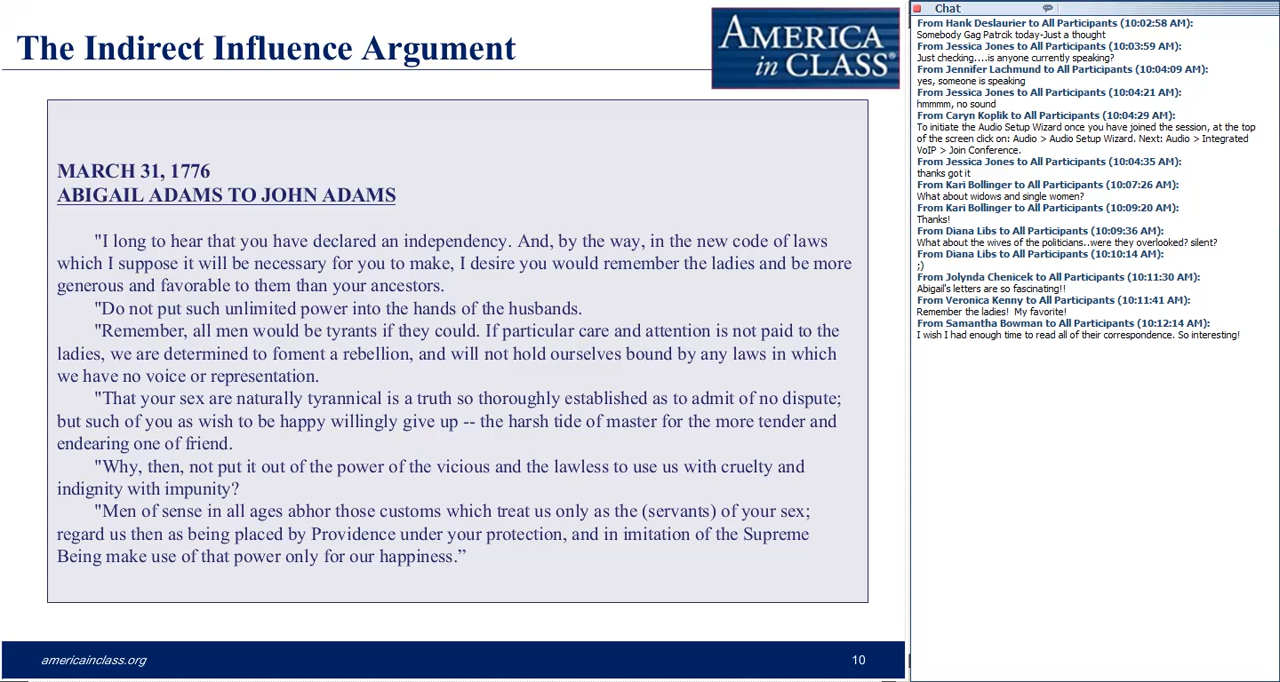 The Indirect Influence Argument
AMERICA
in CLASS®
MARCH 31, 1776
ABIGAIL ADAMS TO JOHN ADAMS
"I long to hear that you have declared an independency. And, by the way, in the new code of laws
which I suppose it will be necessary for you to make, I desire you would remember the ladies and be more
generous and favorable to them than your ancestors.
"Do not put such unlimited power into the hands of the husbands.
"Remember, all men would be tyrants if they could. If particular care and attention is not paid to the
ladies, we are determined to foment a rebellion, and will not hold ourselves bound by any laws in which
we have no voice or representation.
"That your sex are naturally tyrannical is a truth so thoroughly established as to admit of no dispute;
but such of you as wish to be happy willingly give up -- the harsh tide of master for the more tender and
endearing one of friend.
"Why, then, not put it out of the power of the vicious and the lawless to use us with cruelty and
indignity with impunity?
"Men of sense in all ages abhor those customs which treat us only as the (servants) of your sex;
regard us then as being placed by Providence under your protection, and in imitation of the Supreme
Being make use of that power only for our happiness.”
americainclass.org
10
Chat
From Hank Deslaurier to All Participants (10:02:58 AM):
Somebody Gag Patrcik today-Just a thought
From Jessica Jones to All Participants (10:03:59 AM):
Just checking....is anyone currently speaking?
From Jennifer Lachmund to All Participants (10:04:09 AM):
yes, someone is speaking
From Jessica Jones to All Participants (10:04:21 AM):
hmmmm, no sound
From Caryn Koplik to All Participants (10:04:29 AM):
To initiate the Audio Setup Wizard once you have joined the session, at the top
of the screen click on: Audio > Audio Setup Wizard. Next: Audio > Integrated
VoIP > Join Conference.
From Jessica Jones to All Participants (10:04:35 AM):
thanks got it
From Kari Bollinger to All Participants (10:07:26 AM):
What about widows and single women?
From Kari Bollinger to All Participants (10:09:20 AM):
Thanks!
From Diana Libs to All Participants (10:09:36 AM):
What about the wives of the politicians..were they overlooked? silent?
From Diana Libs to All Participants (10:10:14 AM):
;)
From Jolynda Chenicek to All Participants (10:11:30 AM):
Abigail's letters are so fascinating!!
From Veronica Kenny to All Participants (10:11:41 AM):
Remember the ladies!  My favorite!
From Samantha Bowman to All Participants (10:12:14 AM):
I wish I had enough time to read all of their correspondence. So interesting!